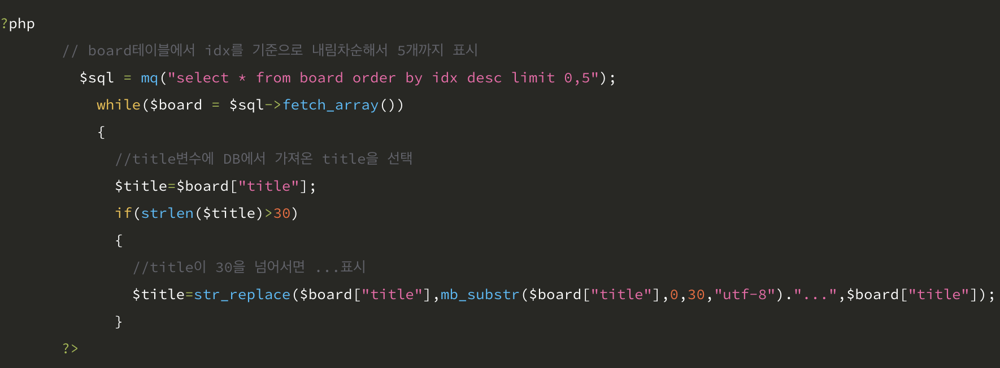 ?php
// board테이블에서 idx를 기준으로 내림차순해서 5개까지 표시
$sql = mq("select * from board order by idx desc limit 0,5");
while($board = $sql->fetch_array())
{
//title변수에 DB에서 가져온 title을 선택
$title=$board["title"];
if(strlen($title)>30)
{
//title이 30을 넘어서면 ...표시
$title=str_replace($board["title"],mb_substr($board["title"],0,30,"utf-8")."...",$board["title"]);
}
?>